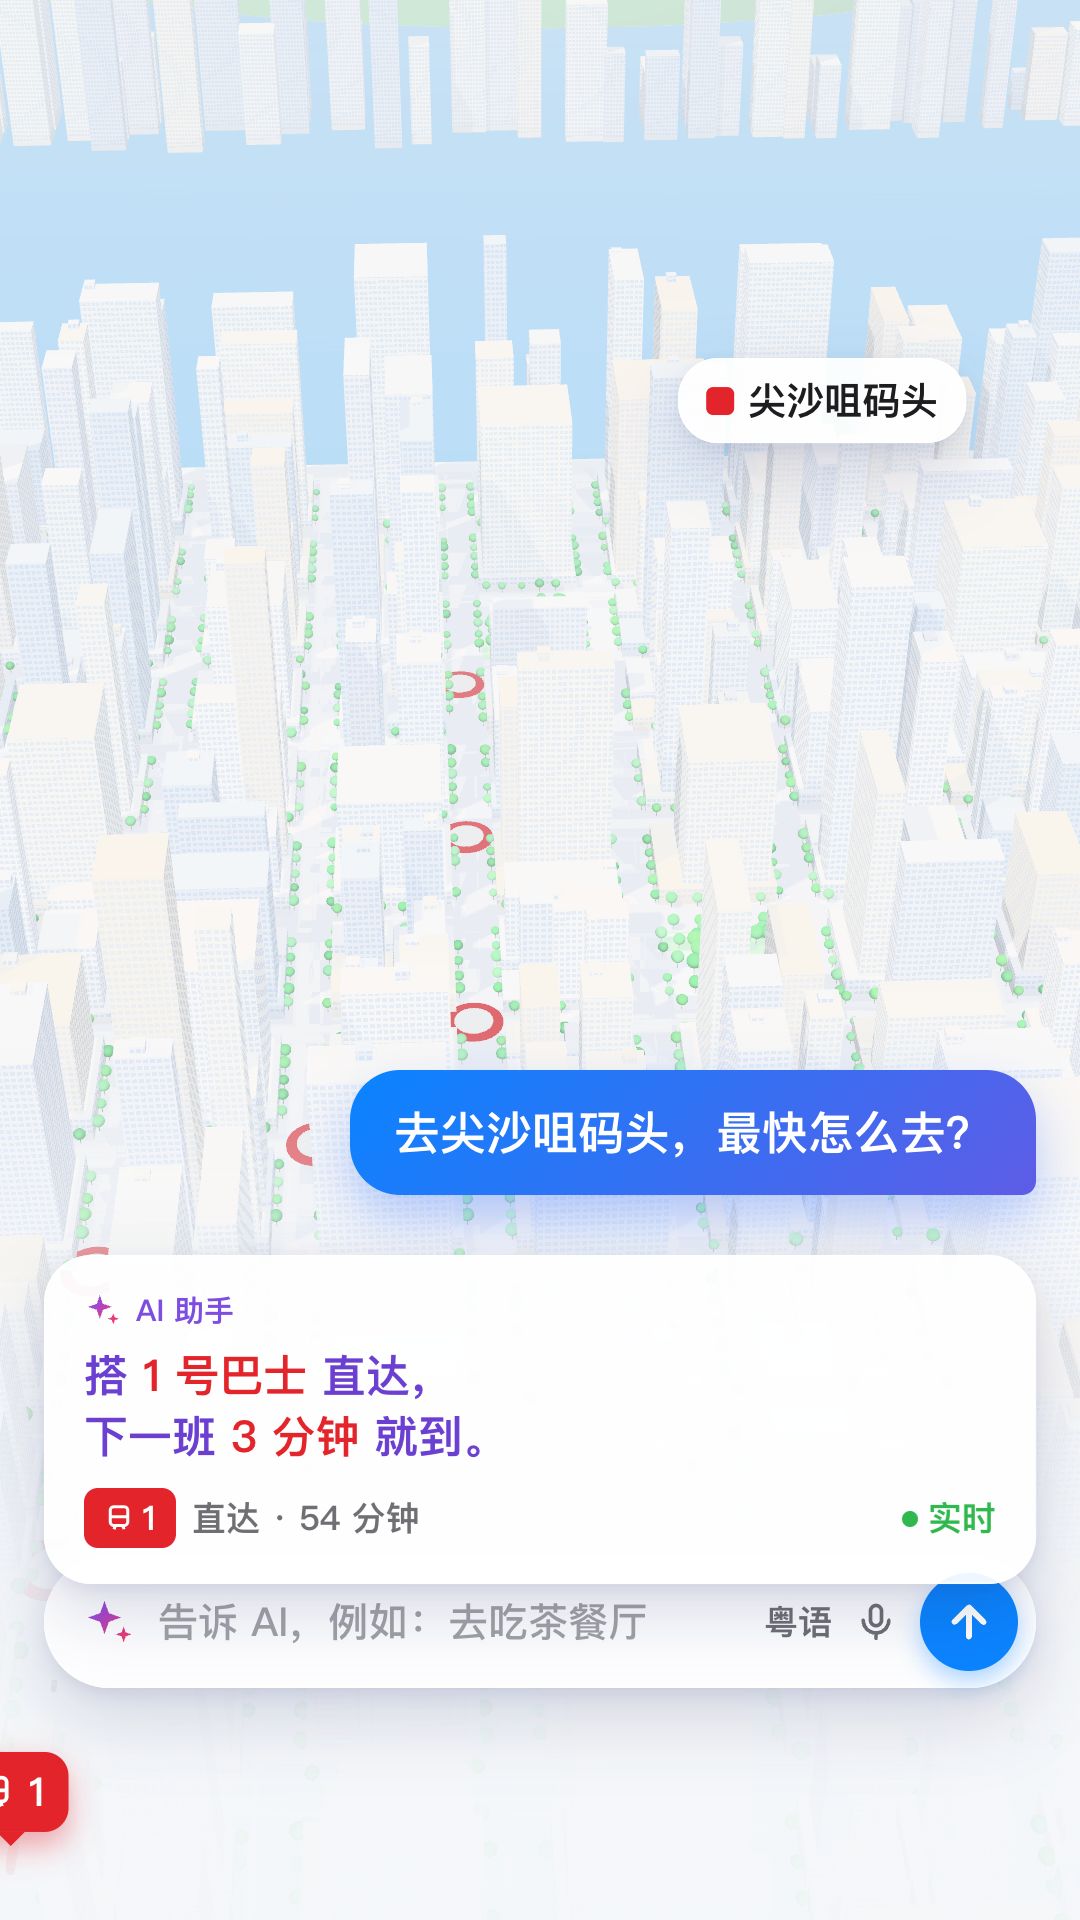 尖沙咀码头
去尖沙咀码头，最快怎么去?
AI 助手
搭 1 号巴士 直达，
下一班 3 分钟 就到。
1 直达 · 54 分钟
实时
告诉 AI，例如：去吃茶餐厅
粤语
1